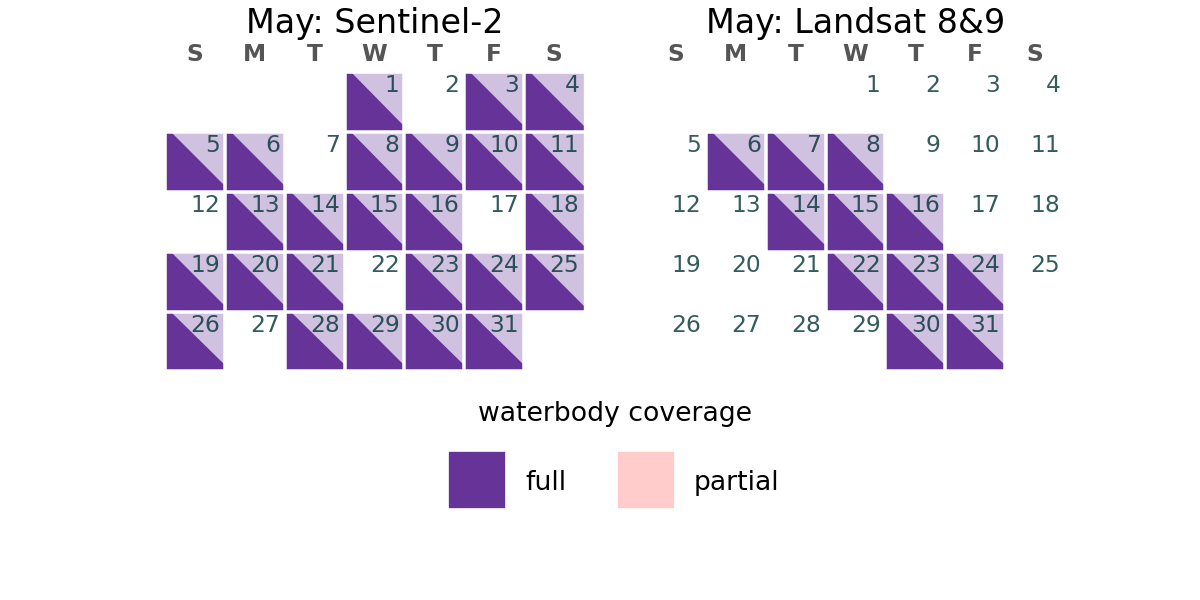 May: Sentinel-2
S M T W T F S
1 2 3 4
5 6 7 8 9 10 11
12 13 14 15 16 17 18
19 20 21 22 23 24 25
26 27 28 29 30 31
May: Landsat 8&9
S M T W T F S
1 2 3 4
5 6 7 8 9 10 11
12 13 14 15 16 17 18
19 20 21 22 23 24 25
26 27 28 29 30 31
waterbody coverage
full partial